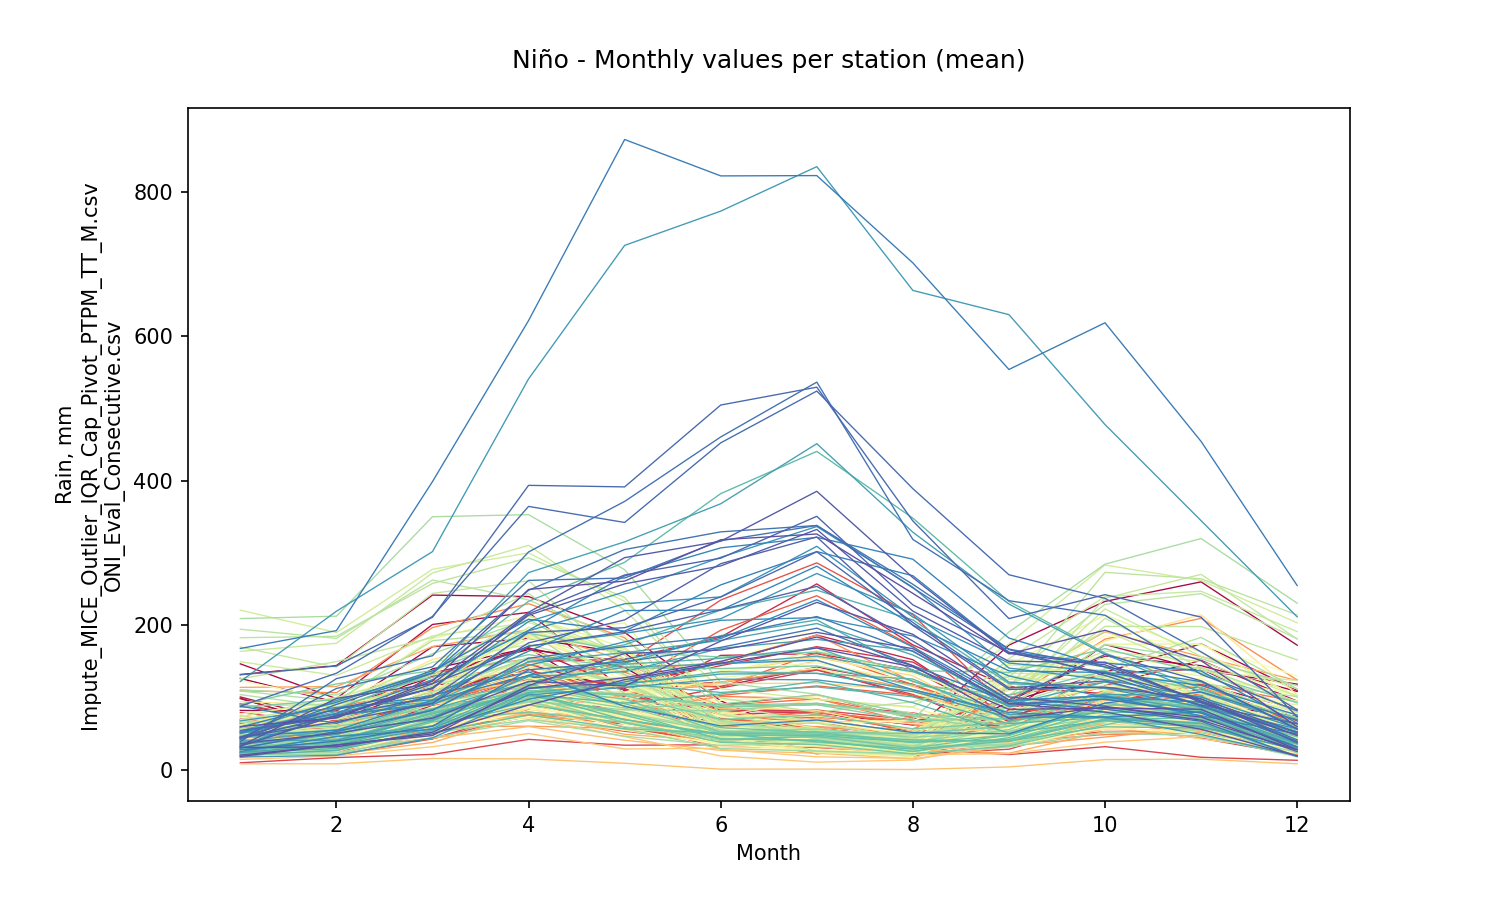 Niño - Monthly values per station (mean)
Rain, mm
Impute_MICE_Outlier_IQR_Cap_Pivot_PTPM_TT_M.csv
ONI_Eval_Consecutive.csv
800
600
400
200
0
2 4 6 8 10 12
Month